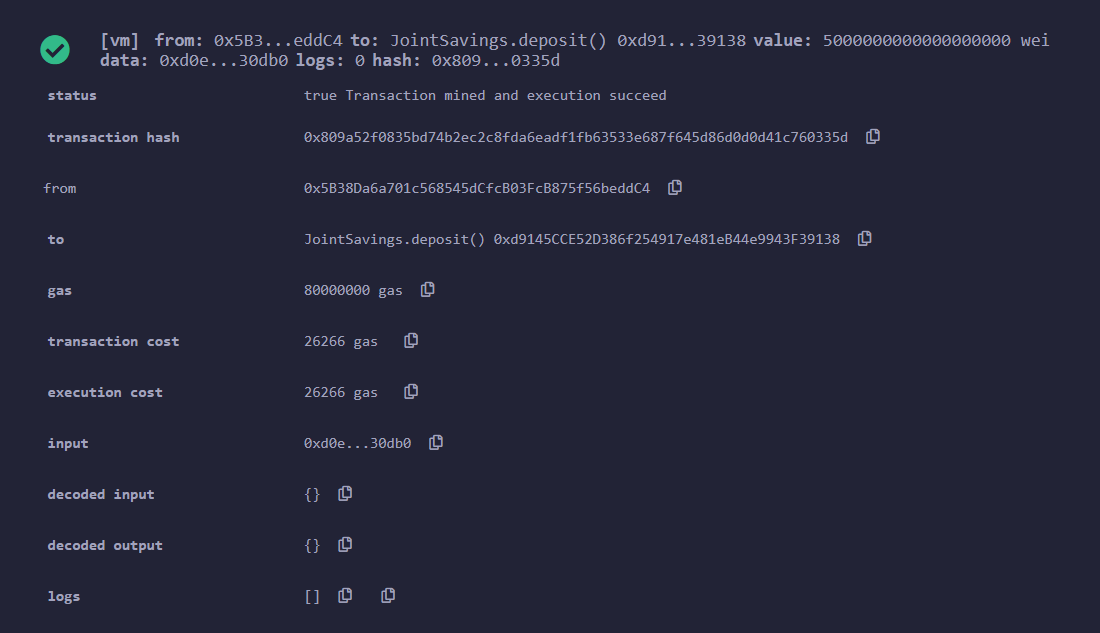 [vm] from: 0x5B3...eddC4 to: JointSavings.deposit() 0xd91...39138 value: 5000000000000000000 wei
data: 0xd0e...30db0 logs: 0 hash: 0x809...0335d
status true Transaction mined and execution succeed
transaction hash 0x809a52f0835bd74b2ec2c8fda6eadf1fb63533e687f645d86d0d0d41c760335d
from 0x5B38Da6a701c568545dCfcB03FcB875f56beddC4
to JointSavings.deposit() 0xd9145CCE52D386f254917e481eB44e9943F39138
gas 80000000 gas
transaction cost 26266 gas
execution cost 26266 gas
input 0xd0e...30db0
decoded input {}
decoded output {}
logs []